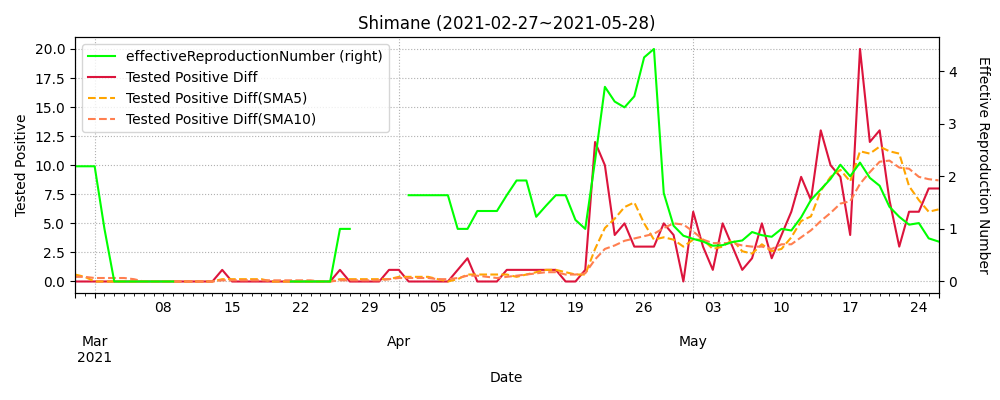 Shimane (2021-02-27~2021-05-28)
effectiveReproductionNumber (right)
Tested Positive Diff
Tested Positive Diff(SMA5)
Tested Positive Diff(SMA10)
Tested Positive
20.0
17.5
15.0
12.5
10.0
7.5
5.0
2.5
0.0
Effective Reproduction Number
4
3
2
1
0
08 15 22 29 05 12 19 26 03 10 17 24
Mar Apr May
2021
Date